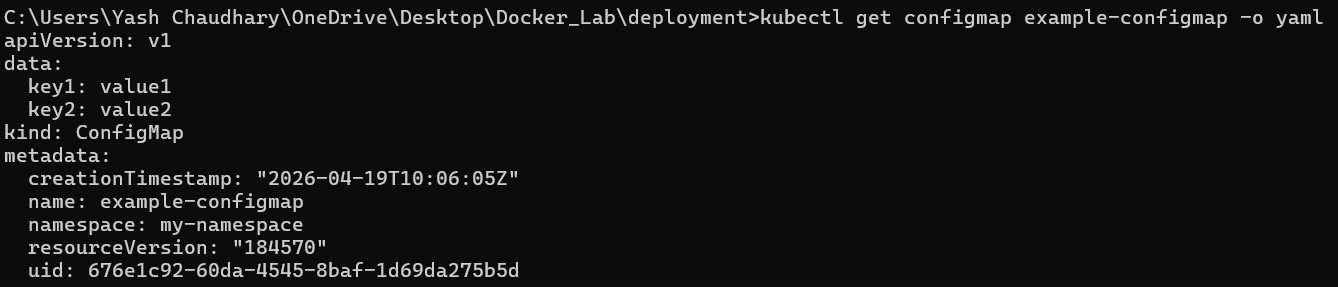 C:\Users\Yash Chaudhary\OneDrive\Desktop\Docker_Lab\deployment>kubectl get configmap example-configmap -o yaml
apiVersion: v1
data:
  key1: value1
  key2: value2
kind: ConfigMap
metadata:
  creationTimestamp: "2026-04-19T10:06:05Z"
  name: example-configmap
  namespace: my-namespace
  resourceVersion: "184570"
  uid: 676e1c92-60da-4545-8baf-1d69da275b5d